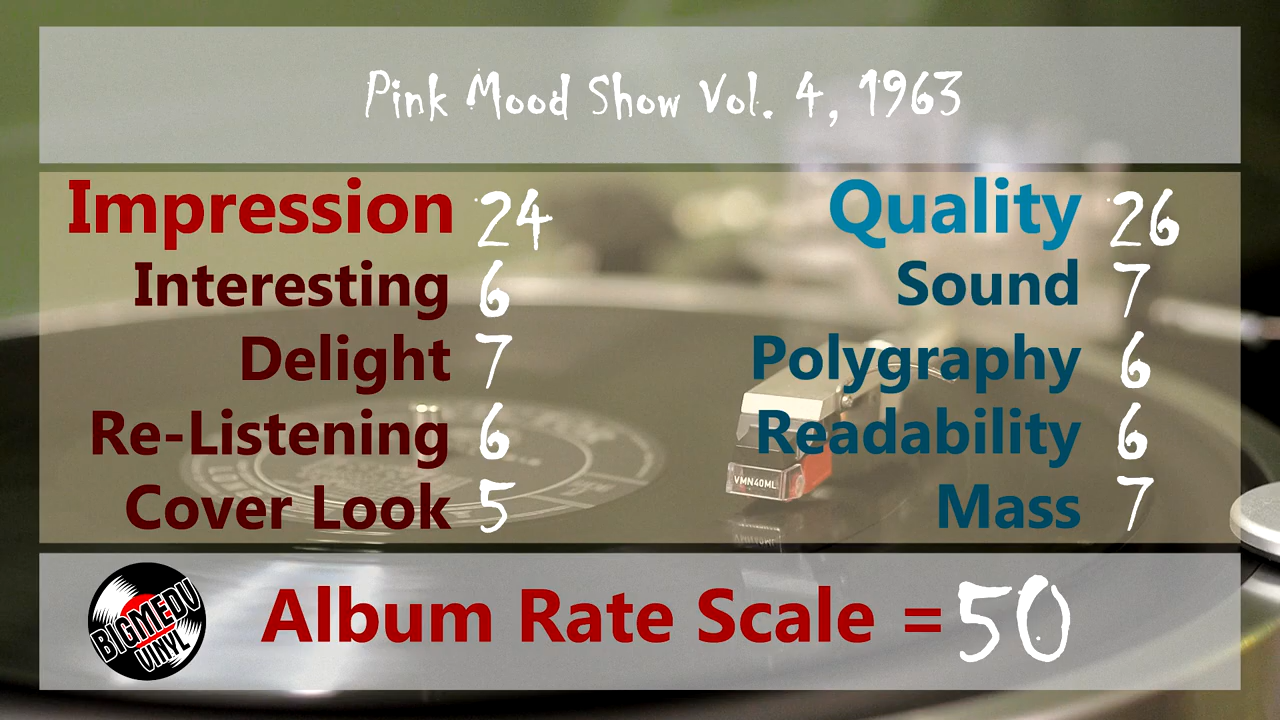 Pink Mood Show Vol. 4, 1963
Impression 24
Interesting 6
Delight 7
Re-Listening 6
Cover Look 5
Quality 26
Sound 7
Polygraphy 6
Readability 6
Mass 7
VMN40ML
BIGMEDU
VINYL
Album Rate Scale = 50